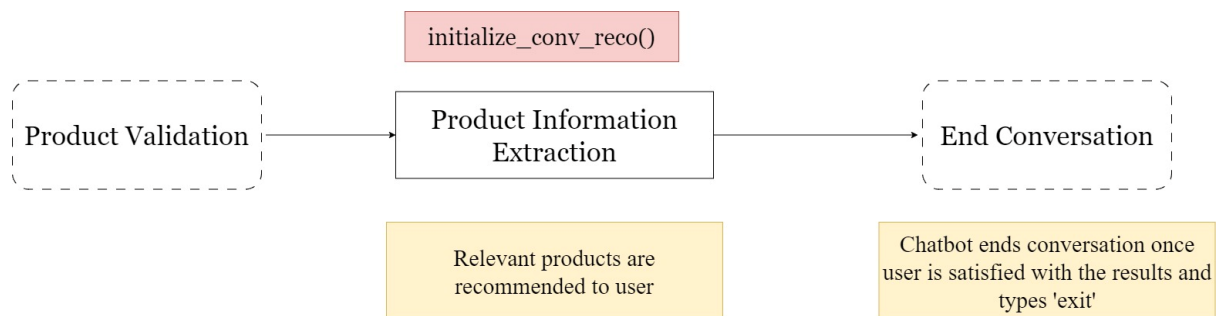 initialize_conv_reco()
Product Validation
Product Information
Extraction
End Conversation
Relevant products are
recommended to user
Chatbot ends conversation once
user is satisfied with the results and
types 'exit'